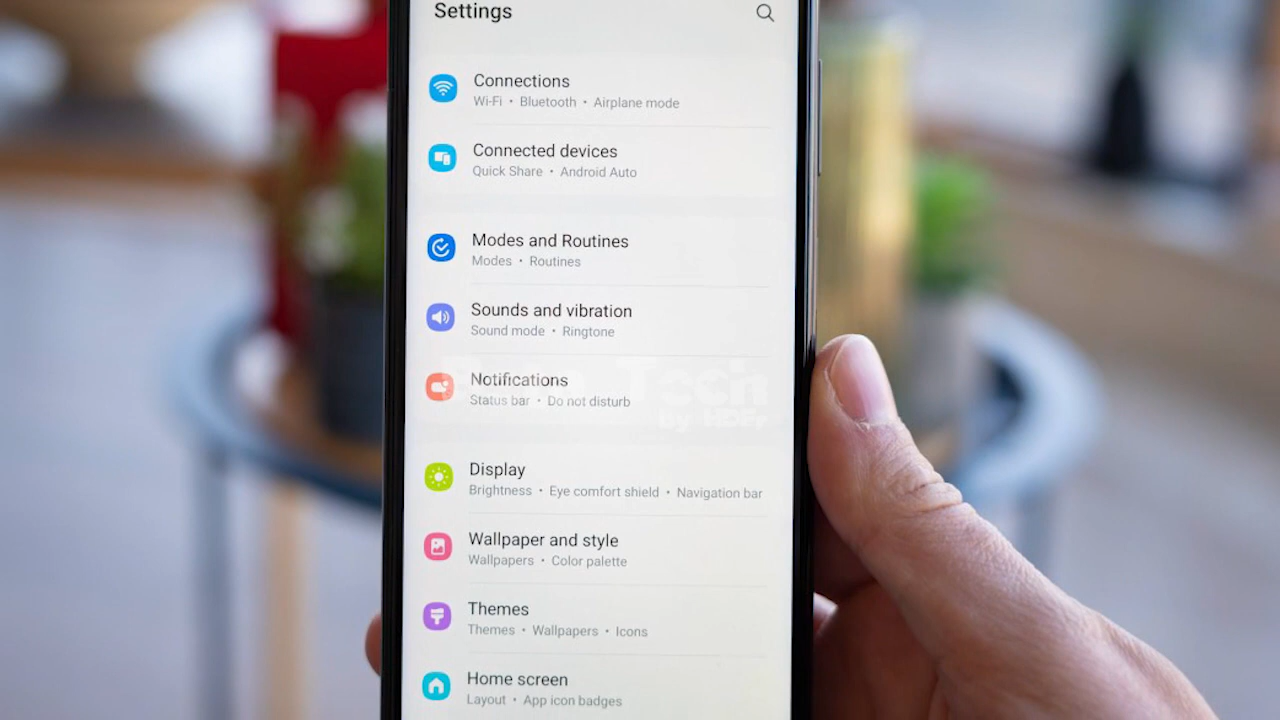 Settings
Connections
Wi-Fi • Bluetooth • Airplane mode
Connected devices
Quick Share • Android Auto
Modes and Routines
Modes • Routines
Sounds and vibration
Sound mode • Ringtone
Notifications
Status bar • Do not disturb
Tech
by
Display
Brightness • Eye comfort shield • Navigation bar
Wallpaper and style
Wallpapers • Color palette
Themes
Themes • Wallpapers • Icons
Home screen
Layout • App icon badges